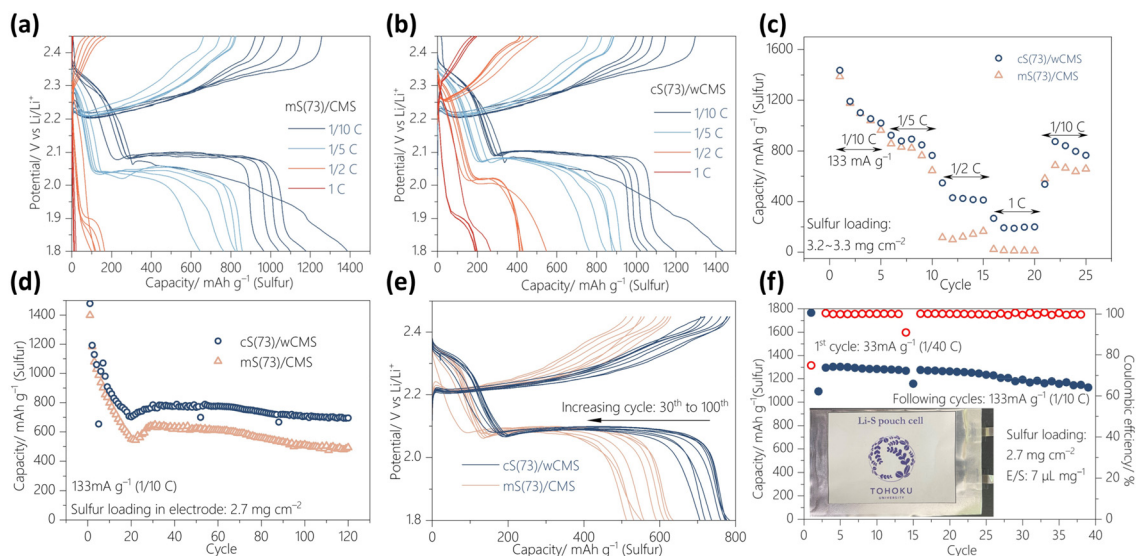 (a)
2.4
2.3
2.2
2.1
2.0
1.9
1.8
Potential/ V vs Li/Li⁺
mS(73)/CMS
1/10 C
1/5 C
1/2 C
1 C
0 200 400 600 800 1000 1200 1400
Capacity/ mAh g⁻¹ (Sulfur)
(b)
2.4
2.3
2.2
2.1
2.0
1.9
1.8
Potential/ V vs Li/Li⁺
cS(73)/wCMS
1/10 C
1/5 C
1/2 C
1 C
0 200 400 600 800 1000 1200 1400
Capacity/ mAh g⁻¹ (Sulfur)
(c)
1600
1200
800
400
0
Capacity/ mAh g⁻¹ (Sulfur)
cS(73)/wCMS
mS(73)/CMS
1/10 C
133 mA g⁻¹
1/5 C
1/2 C
1 C
1/10 C
Sulfur loading:
3.2~3.3 mg cm⁻²
0 5 10 15 20 25
Cycle
(d)
1400
1200
1000
800
600
400
200
0
Capacity/ mAh g⁻¹ (Sulfur)
cS(73)/wCMS
mS(73)/CMS
133mA g⁻¹ (1/10 C)
Sulfur loading in electrode: 2.7 mg cm⁻²
0 20 40 60 80 100 120
Cycle
(e)
2.4
2.2
2.0
1.8
Potential/ V vs Li/Li⁺
Increasing cycle: 30ᵗʰ to 100ᵗʰ
cS(73)/wCMS
mS(73)/CMS
0 100 200 300 400 500 600 700 800
Capacity/ mAh g⁻¹ (Sulfur)
(f)
1800
1600
1400
1200
1000
800
600
400
200
0
Capacity/ mAh g⁻¹ (Sulfur)
1ˢᵗ cycle: 33mA g⁻¹ (1/40 C)
Following cycles: 133mA g⁻¹ (1/10 C)
Li-S pouch cell
TOHOKU
UNIVERSITY
Sulfur loading:
2.7 mg cm⁻²
E/S: 7 μL mg⁻¹
100
80
60
40
20
0
Coulombic efficiency/ %
0 5 10 15 20 25 30 35 40
Cycle